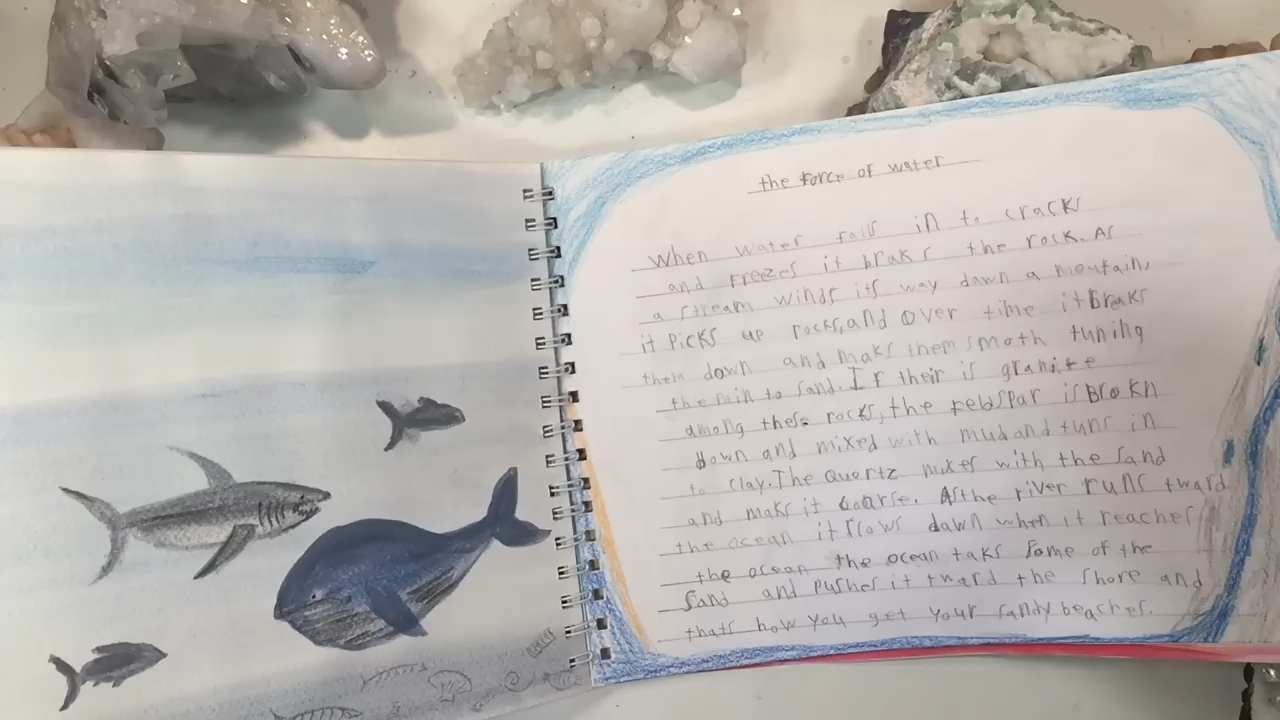 the force of water
When water falls in to cracks
and freezes it braks the rock. As
a stream winds its way down a mountain,
it picks up rocks, and over time it Breaks
them down and maks them smoth tuning
them in to sand. If their is granite
among these rocks, the feldspar is Brokn
down and mixed with mud and tuns in
to clay. The Quartz mixes with the sand
and maks it coarse. As the river runs tward
the ocean it flows dawn when it reaches
the ocean the ocean taks some of the
sand and pushes it tward the shore and
thats how you get your sandy beaches.